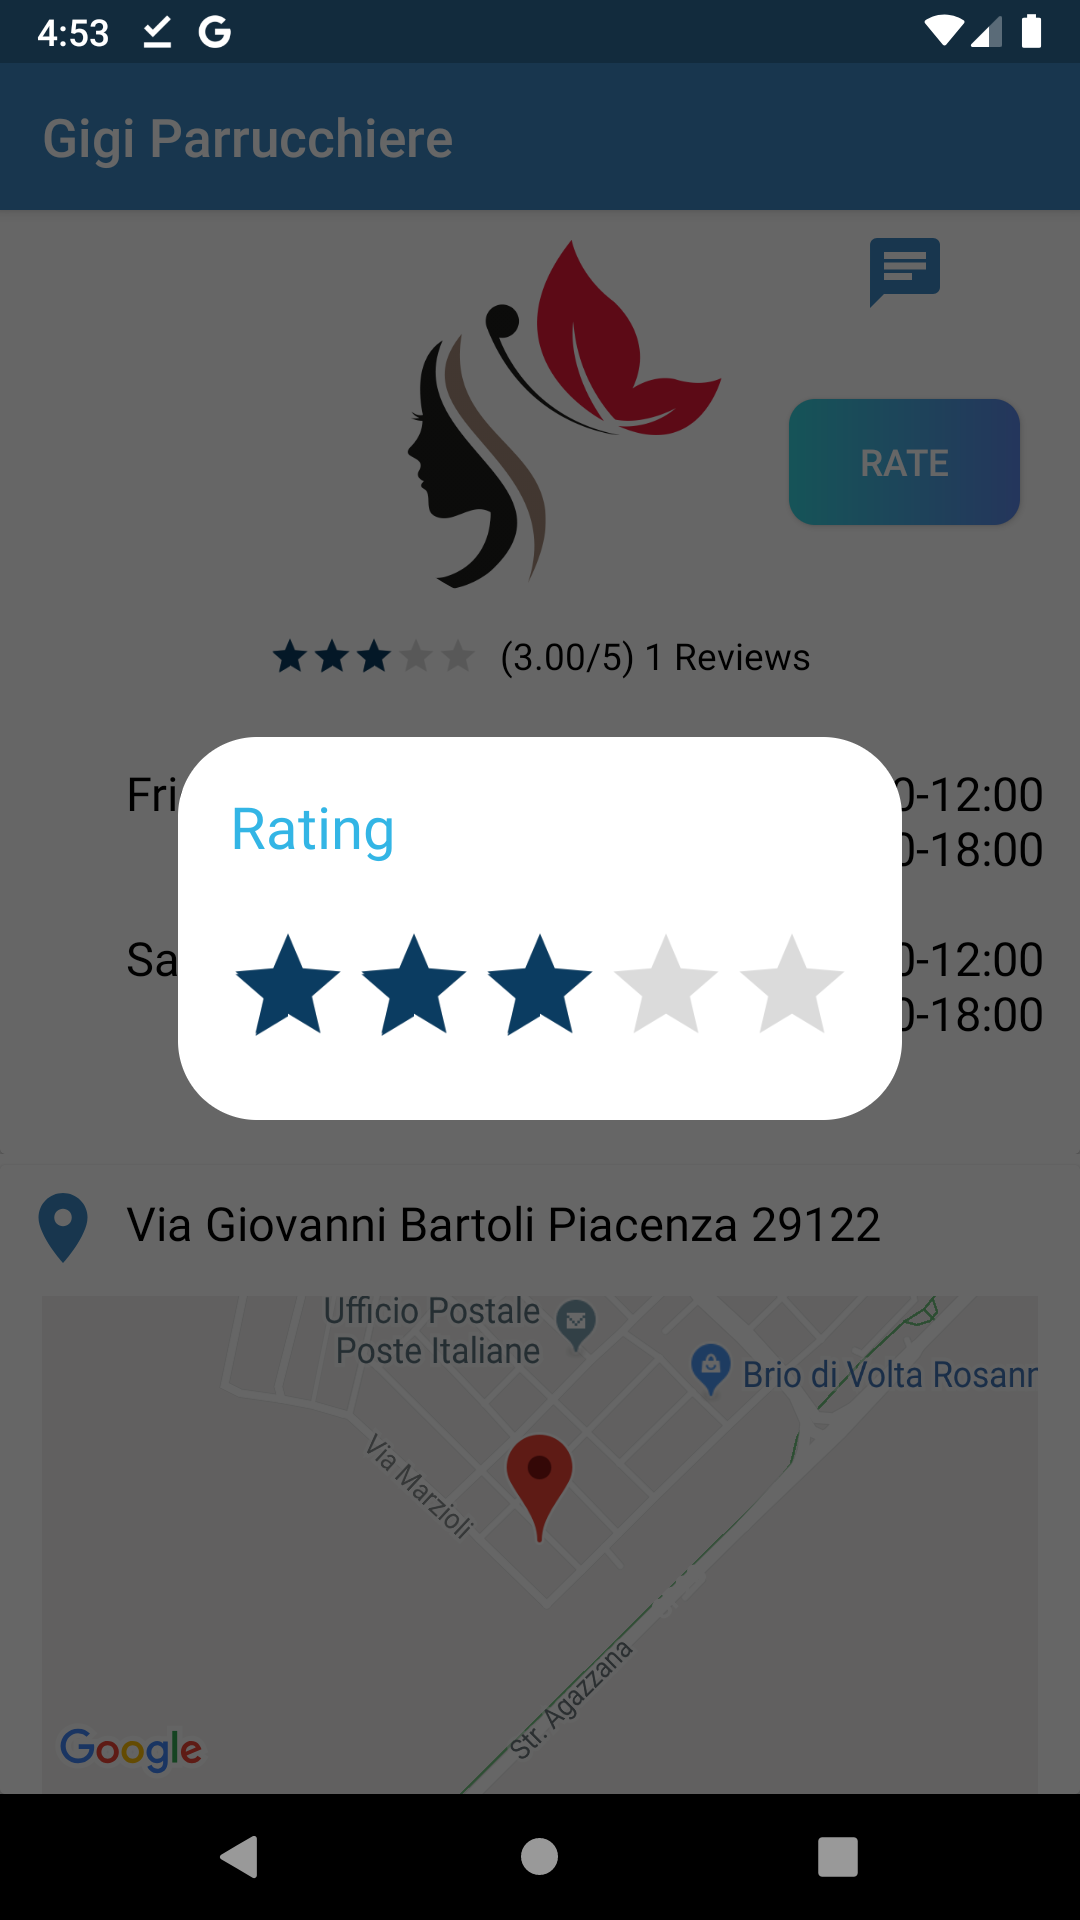 4:53
Gigi Parrucchiere
RATE
(3.00/5) 1 Reviews
Fri
0-12:00
0-18:00
Rating
Sa
0-12:00
0-18:00
Via Giovanni Bartoli Piacenza 29122
Ufficio Postale
Poste Italiane
Brio di Volta Rosanr
Via Marzioli
Str. Agazzana
Google